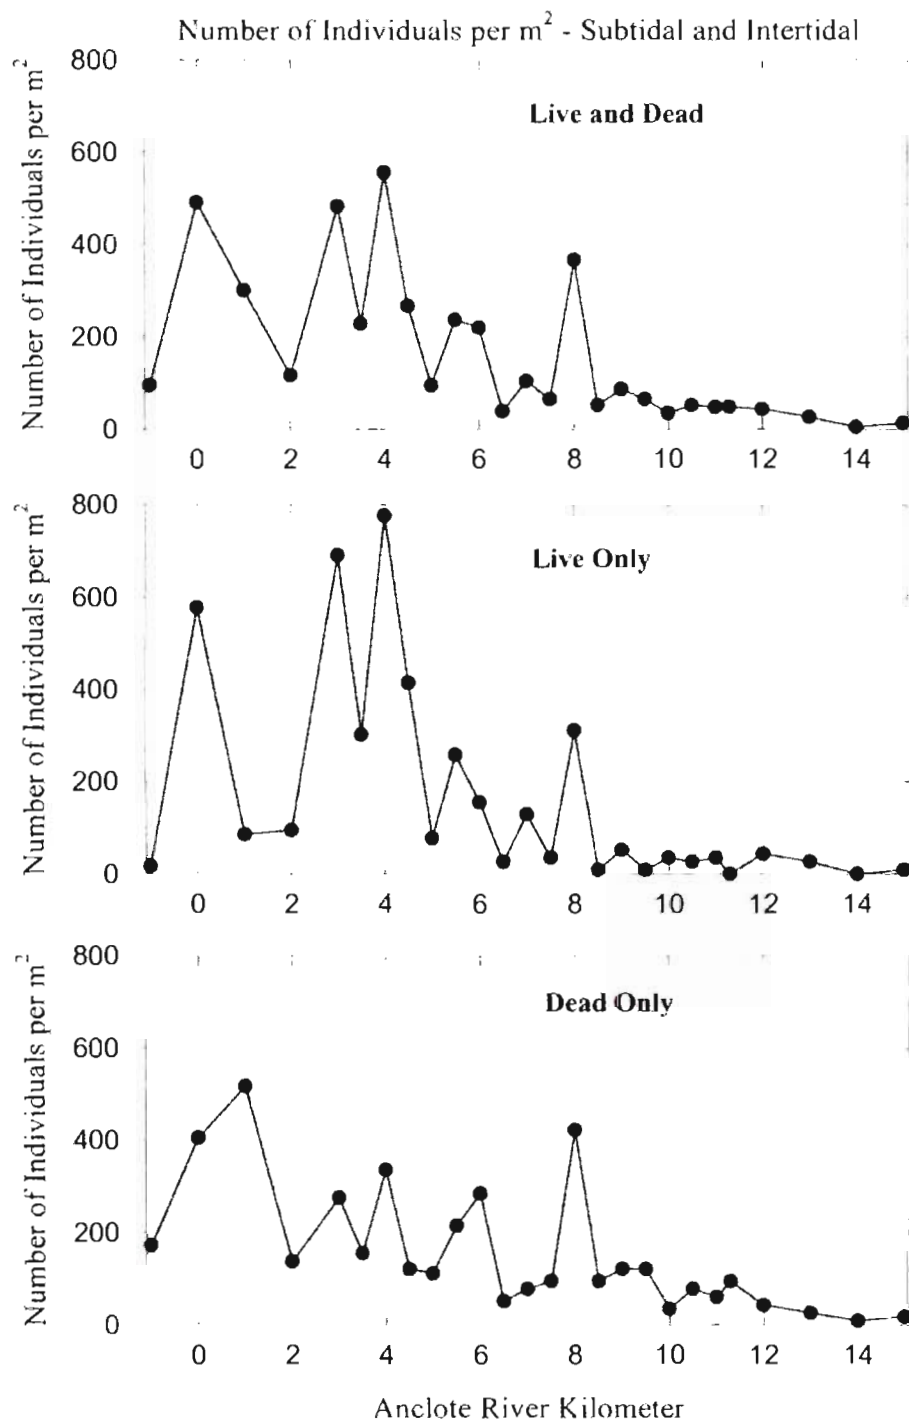 Number of Individuals per m² - Subtidal and Intertidal
Number of Individuals per m²
800
600
400
200
0
Live and Dead
0 2 4 6 8 10 12 14
Number of Individuals per m²
800
600
400
200
0
Live Only
0 2 4 6 8 10 12 14
Number of Individuals per m²
800
600
400
200
0
Dead Only
0 2 4 6 8 10 12 14
Anclote River Kilometer